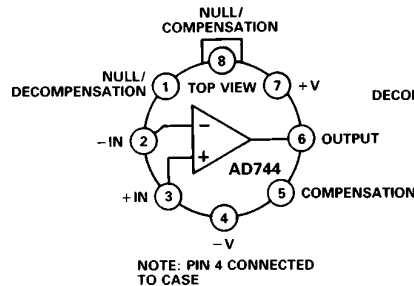 NULL/
COMPENSATION
8
NULL/
DECOMPENSATION
1
TOP VIEW
7
+V
DECOM
-IN
2
-
6
OUTPUT
+
AD744
+IN
3
5
COMPENSATION
4
-V
NOTE: PIN 4 CONNECTED
TO CASE